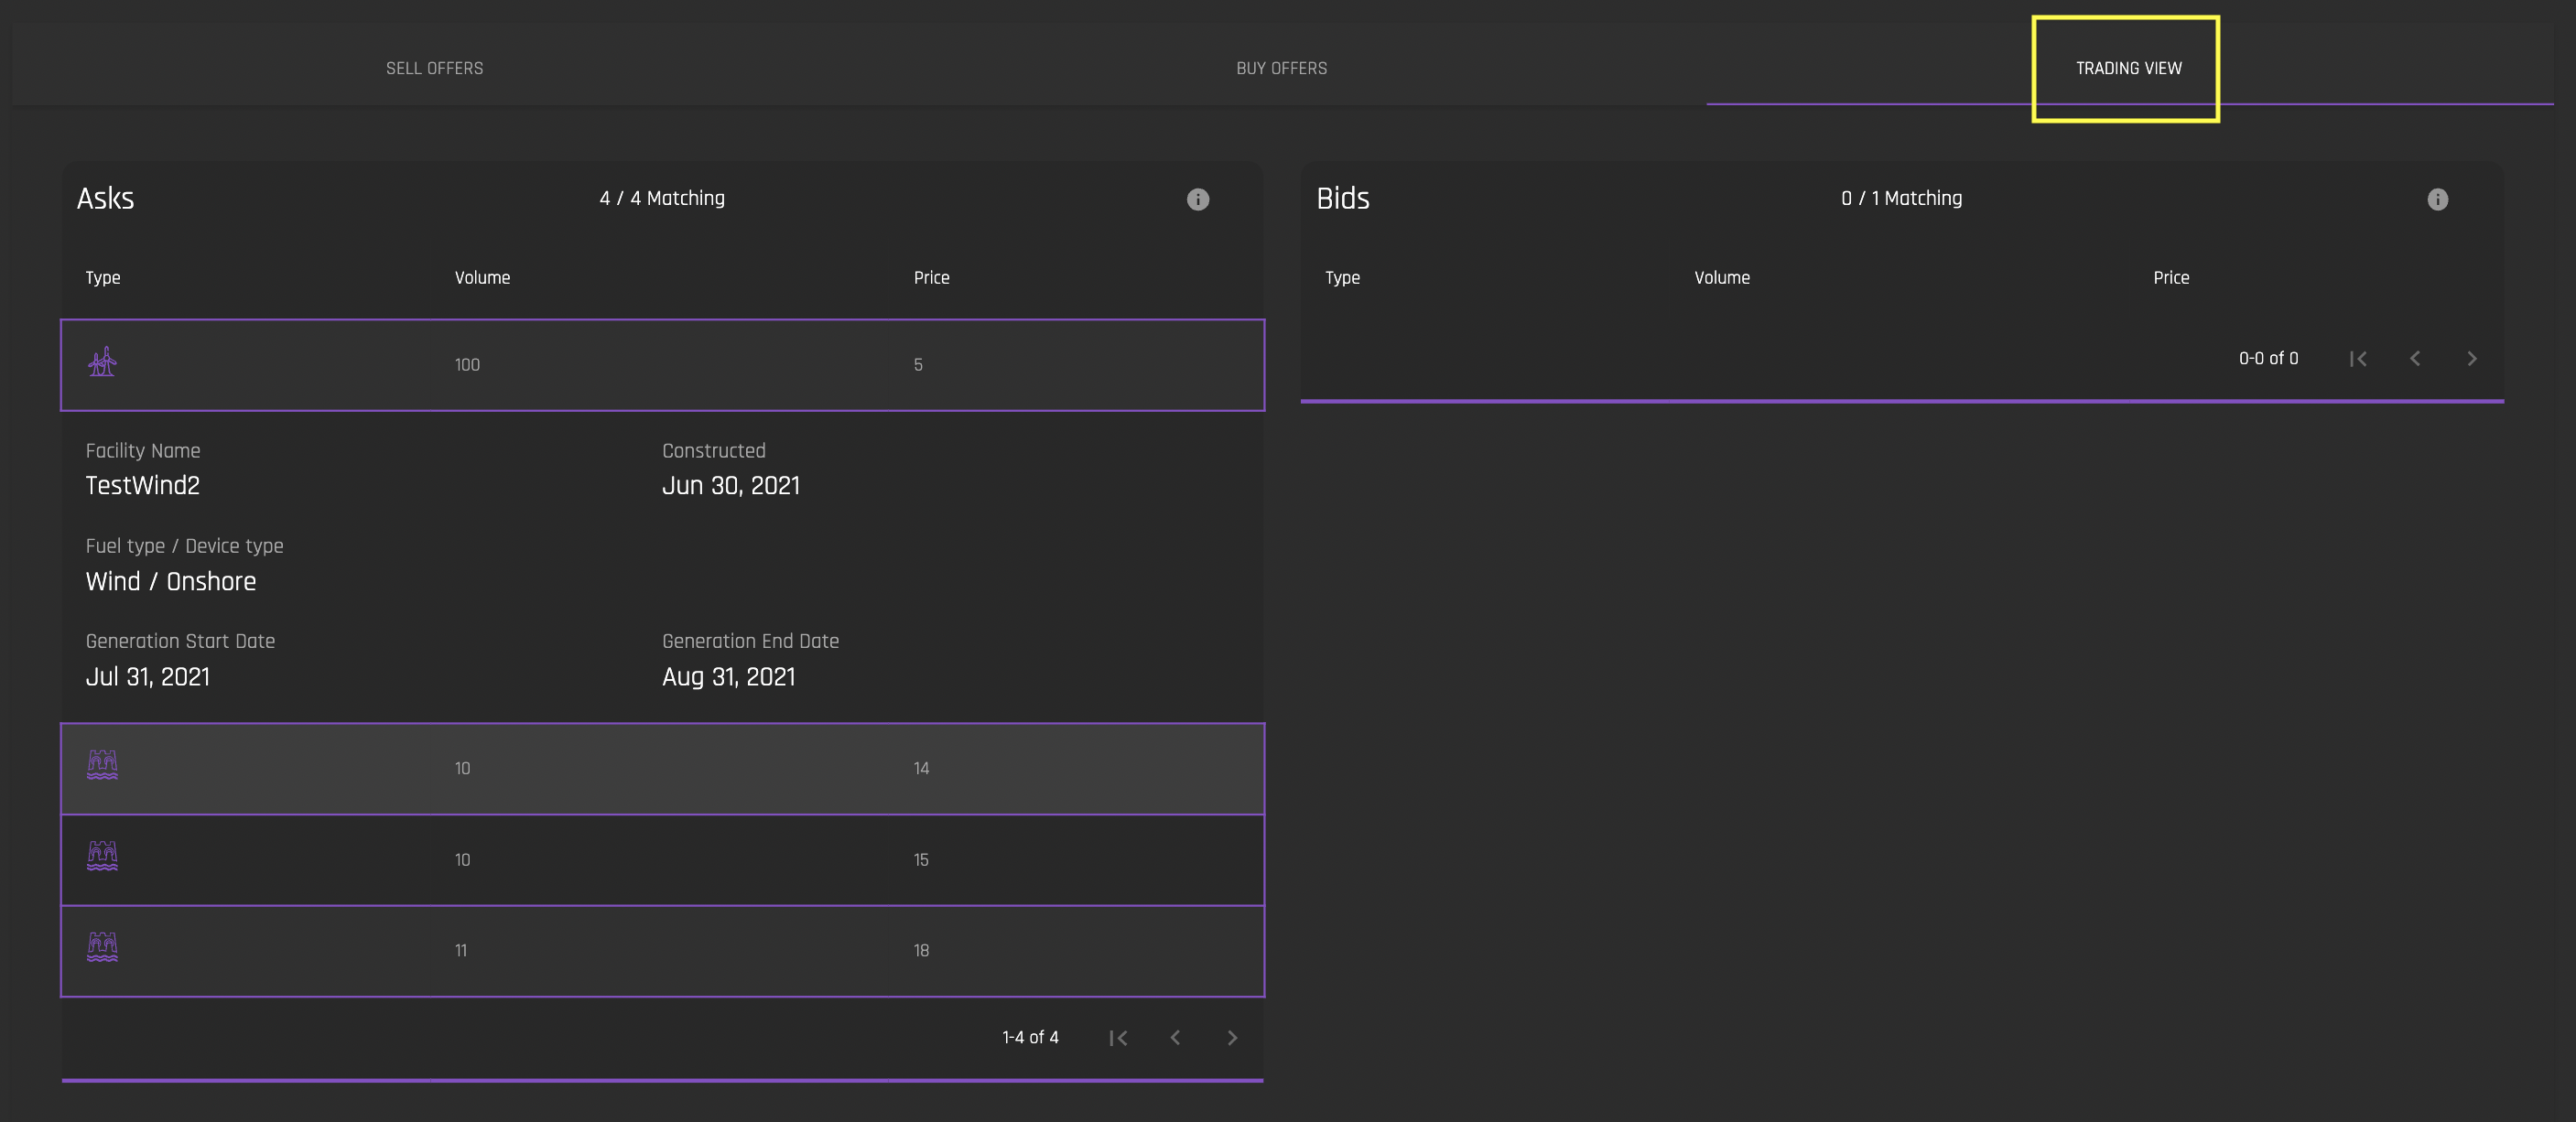 SELL OFFERS
BUY OFFERS
TRADING VIEW
Asks
4 / 4 Matching
Type
Volume
Price
100
5
Facility Name
Constructed
TestWind2
Jun 30, 2021
Fuel type / Device type
Wind / Onshore
Generation Start Date
Generation End Date
Jul 31, 2021
Aug 31, 2021
10
14
10
15
11
18
1-4 of 4
Bids
0 / 1 Matching
Type
Volume
Price
0-0 of 0